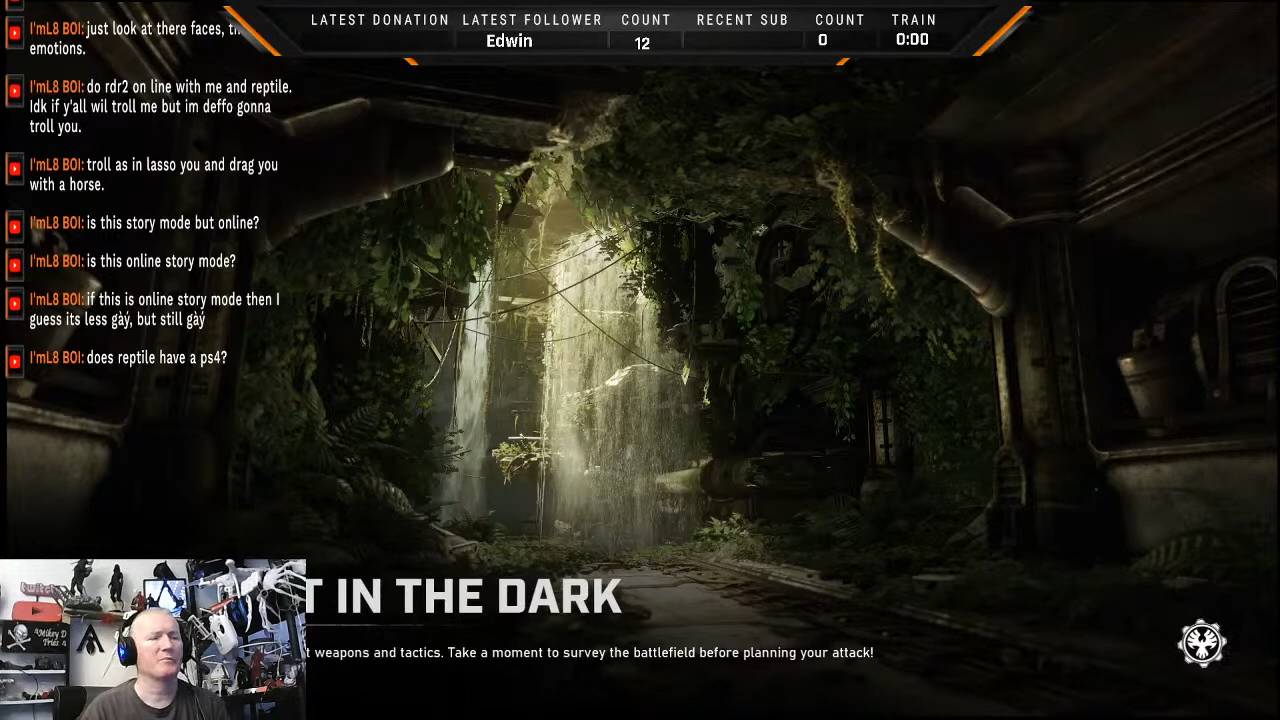 LATEST DONATION LATEST FOLLOWER COUNT RECENT SUB COUNT TRAIN
Edwin 12 0 0:00
I'mL8 BOI: just look at there faces,
emotions.
I'mL8 BOI: do rdr2 on line with me and reptile.
Idk if y'all wil troll me but im deffo gonna
troll you.
I'mL8 BOI: troll as in lasso you and drag you
with a horse.
I'mL8 BOI: is this story mode but online?
I'mL8 BOI: is this online story mode?
I'mL8 BOI: if this is online story mode then I
guess its less gáÿ, but still gáÿ
I'mL8 BOI: does reptile have a ps4?
IN THE DARK
weapons and tactics. Take a moment to survey the battlefield before planning your attack!
twitch